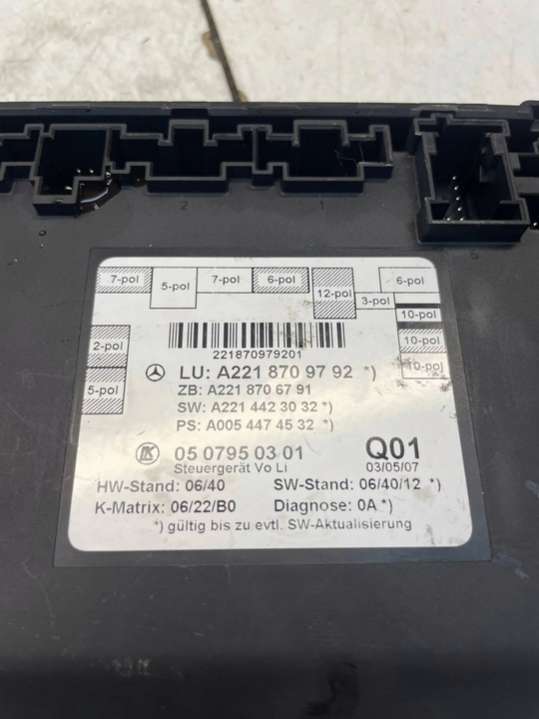 2 1
7-pol 5-pol 7-pol 6-pol 12-pol 3-pol 6-pol
10-pol
2-pol 10-pol
5-pol 10-pol
221870979201
LU: A221 870 97 92 *)
ZB: A221 870 67 91
SW: A221 442 30 32 *)
PS: A005 447 45 32 *)
LK 05 0795 03 01 Q01
Steuergerät Vo Li 03/05/07
HW-Stand: 06/40 SW-Stand: 06/40/12 *)
K-Matrix: 06/22/B0 Diagnose: 0A *)
*) gültig bis zu evtl. SW-Aktualisierung